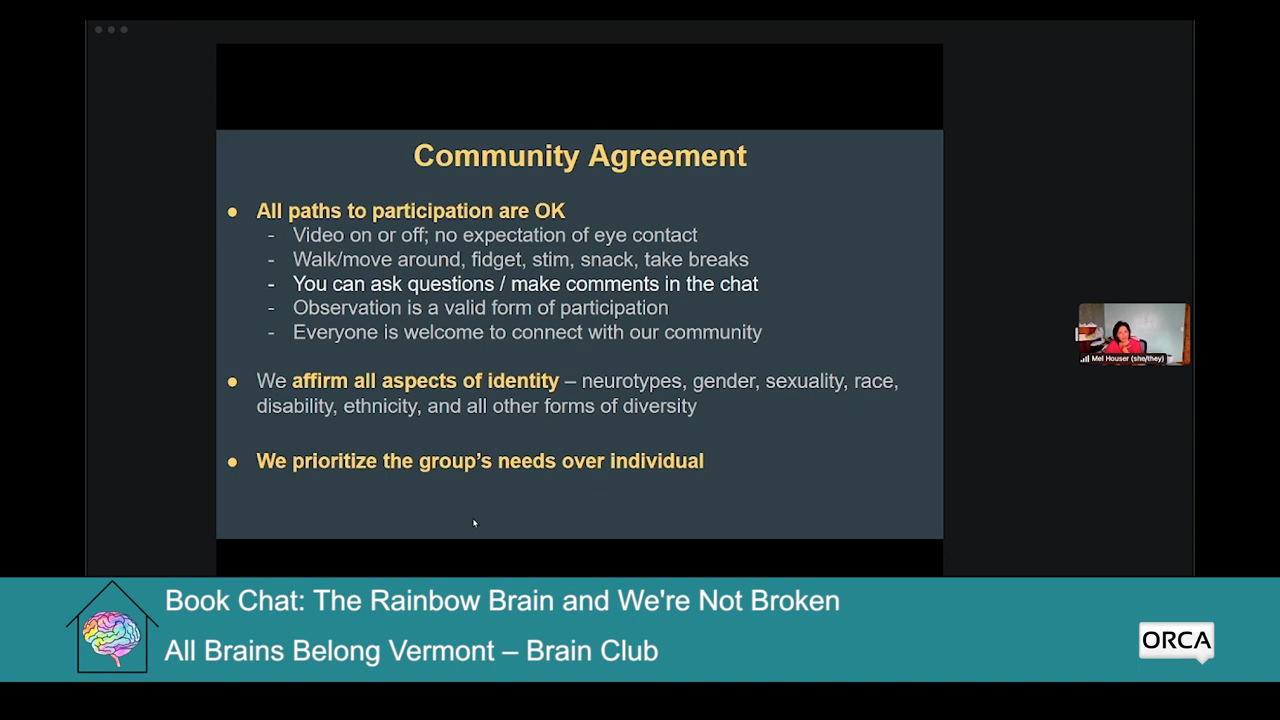 Community Agreement
● All paths to participation are OK
- Video on or off; no expectation of eye contact
- Walk/move around, fidget, stim, snack, take breaks
- You can ask questions / make comments in the chat
- Observation is a valid form of participation
- Everyone is welcome to connect with our community
● We affirm all aspects of identity – neurotypes, gender, sexuality, race,
disability, ethnicity, and all other forms of diversity
● We prioritize the group’s needs over individual
Mel Houser (she/they)
Book Chat: The Rainbow Brain and We're Not Broken
All Brains Belong Vermont – Brain Club
ORCA